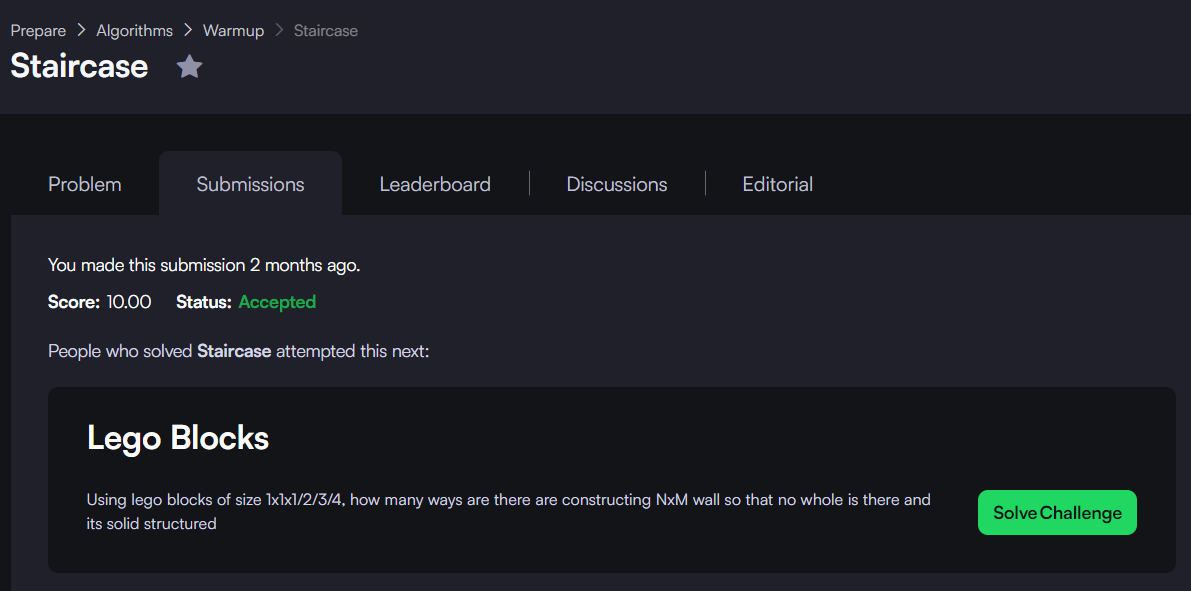 Prepare > Algorithms > Warmup > Staircase
Staircase
Problem Submissions Leaderboard Discussions Editorial
You made this submission 2 months ago.
Score: 10.00 Status: Accepted
People who solved Staircase attempted this next:
Lego Blocks
Using lego blocks of size 1x1x1/2/3/4, how many ways are there are constructing NxM wall so that no whole is there and
its solid structured
Solve Challenge